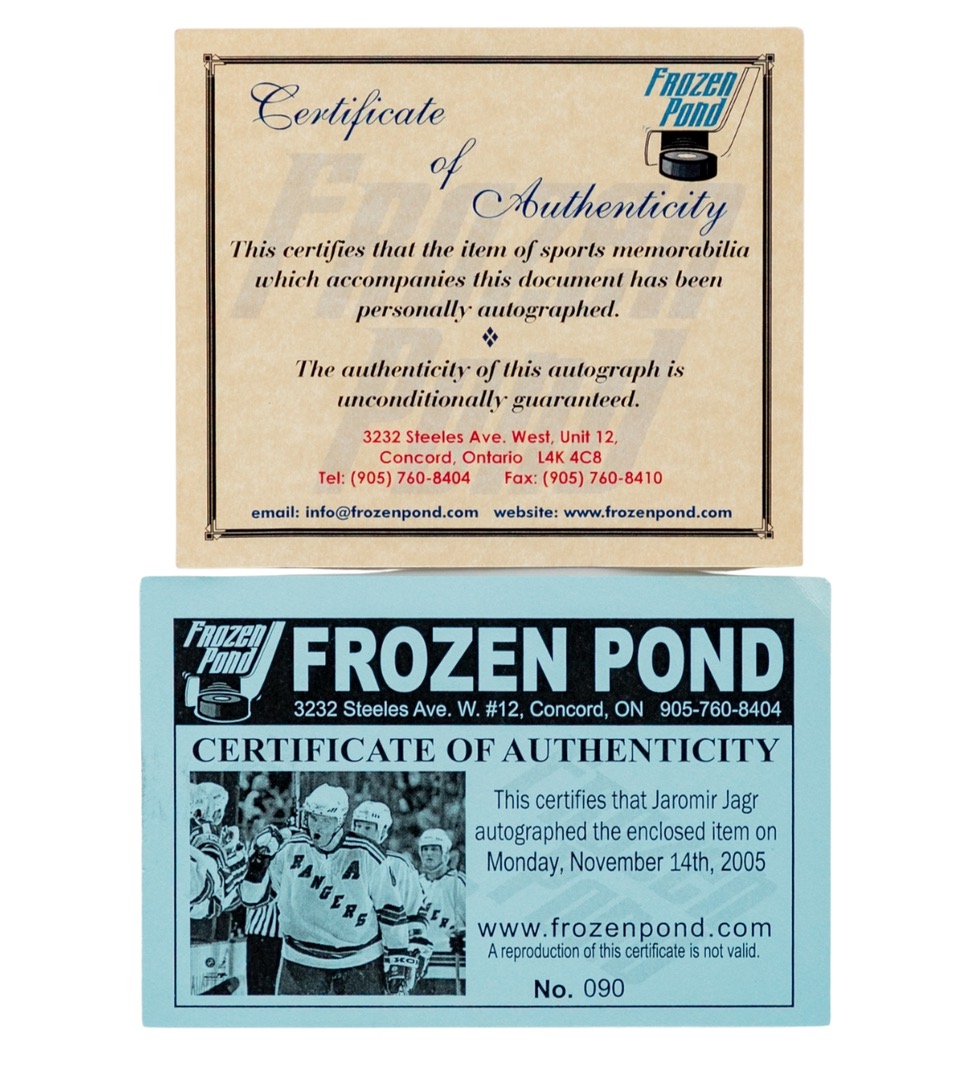 Certificate
Frozen
Pond
of
Authenticity
This certifies that the item of sports memorabilia
which accompanies this document has been
personally autographed.
The authenticity of this autograph is
unconditionally guaranteed.
3232 Steeles Ave. West, Unit 12,
Concord, Ontario L4K 4C8
Tel: (905) 760-8404 Fax: (905) 760-8410
email: info@frozenpond.com website: www.frozenpond.com
Frozen
Pond
FROZEN POND
3232 Steeles Ave. W. #12, Concord, ON 905-760-8404
CERTIFICATE OF AUTHENTICITY
RANGERS
A
This certifies that Jaromir Jagr
autographed the enclosed item on
Monday, November 14th, 2005
www.frozenpond.com
A reproduction of this certificate is not valid.
No. 090